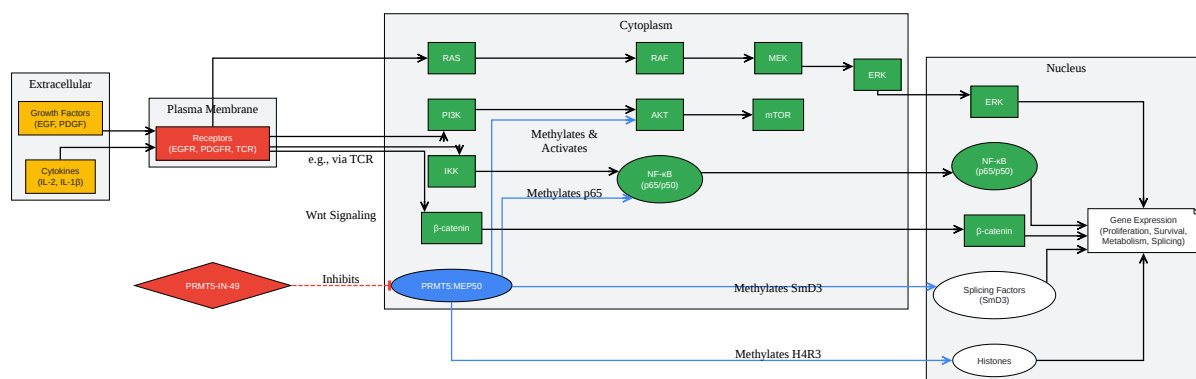 Cytoplasm
Extracellular
Growth Factors
(EGF, PDGF)
Cytokines
(IL-2, IL-1β)
Plasma Membrane
Receptors
(EGFR, PDGFR, TCR)
e.g., via TCR
Wnt Signaling
RAS
RAF
MEK
ERK
PI3K
AKT
mTOR
Methylates &
Activates
IKK
NF-κB
(p65/p50)
Methylates p65
β-catenin
PRMT5-IN-49
Inhibits
PRMT5:MEP50
Methylates SmD3
Methylates H4R3
Nucleus
ERK
NF-κB
(p65/p50)
β-catenin
Splicing Factors
(SmD3)
Histones
Gene Expression
(Proliferation, Survival,
Metabolism, Splicing)